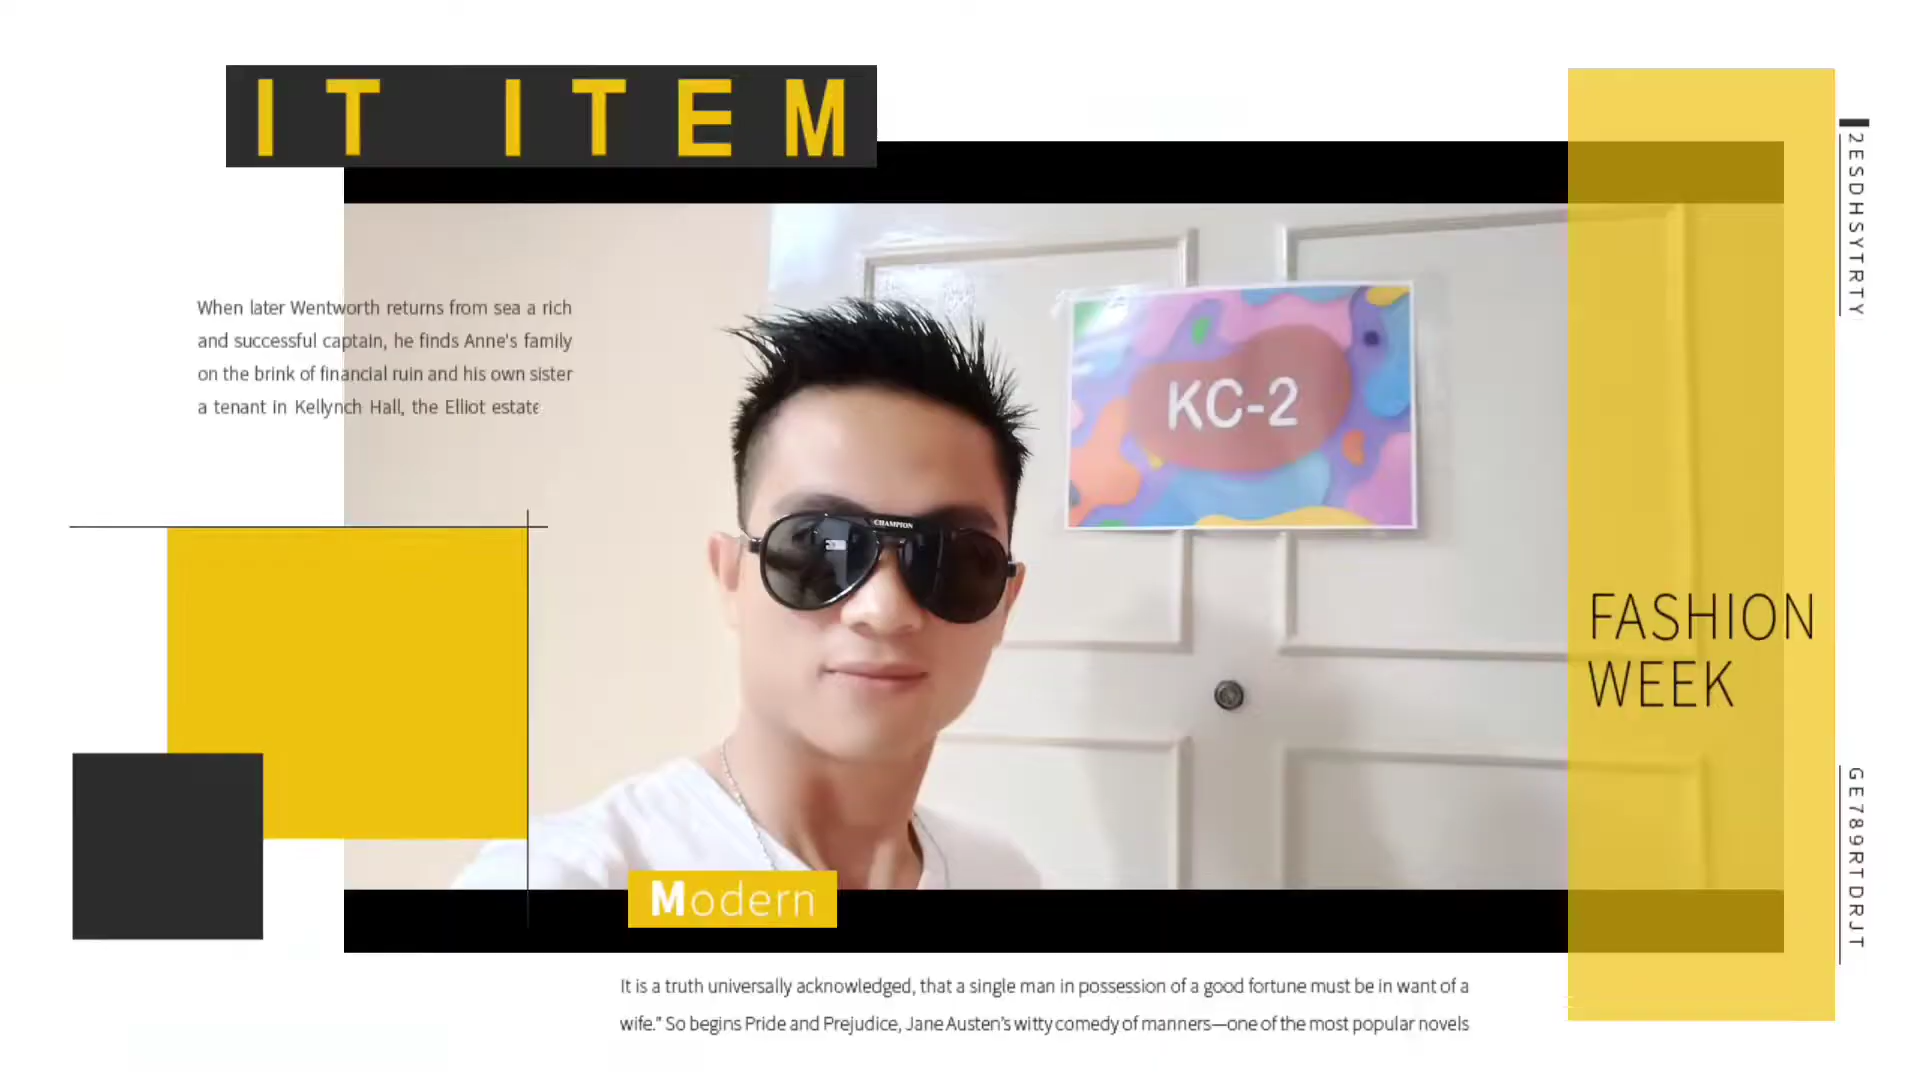 IT ITEM
2ESDHSYTRTY
When later Wentworth returns from sea a rich
and successful captain, he finds Anne's family
on the brink of financial ruin and his own sister
a tenant in Kellynch Hall, the Elliot estate
KC-2
CHAMPION
FASHION
WEEK
GE789RTDRJT
Modern
It is a truth universally acknowledged, that a single man in possession of a good fortune must be in want of a
wife.” So begins Pride and Prejudice, Jane Austen’s witty comedy of manners—one of the most popular novels